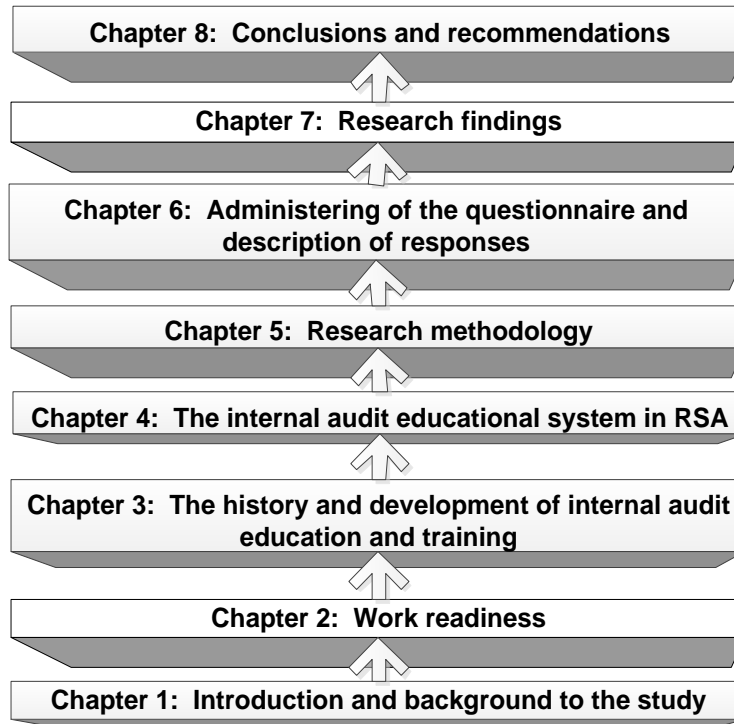 Chapter 8:  Conclusions and recommendations
Chapter 7:  Research findings
Chapter 6:  Administering of the questionnaire and
description of responses
Chapter 5:  Research methodology
Chapter 4:  The internal audit educational system in RSA
Chapter 3:  The history and development of internal audit
education and training
Chapter 2:  Work readiness
Chapter 1:  Introduction and background to the study